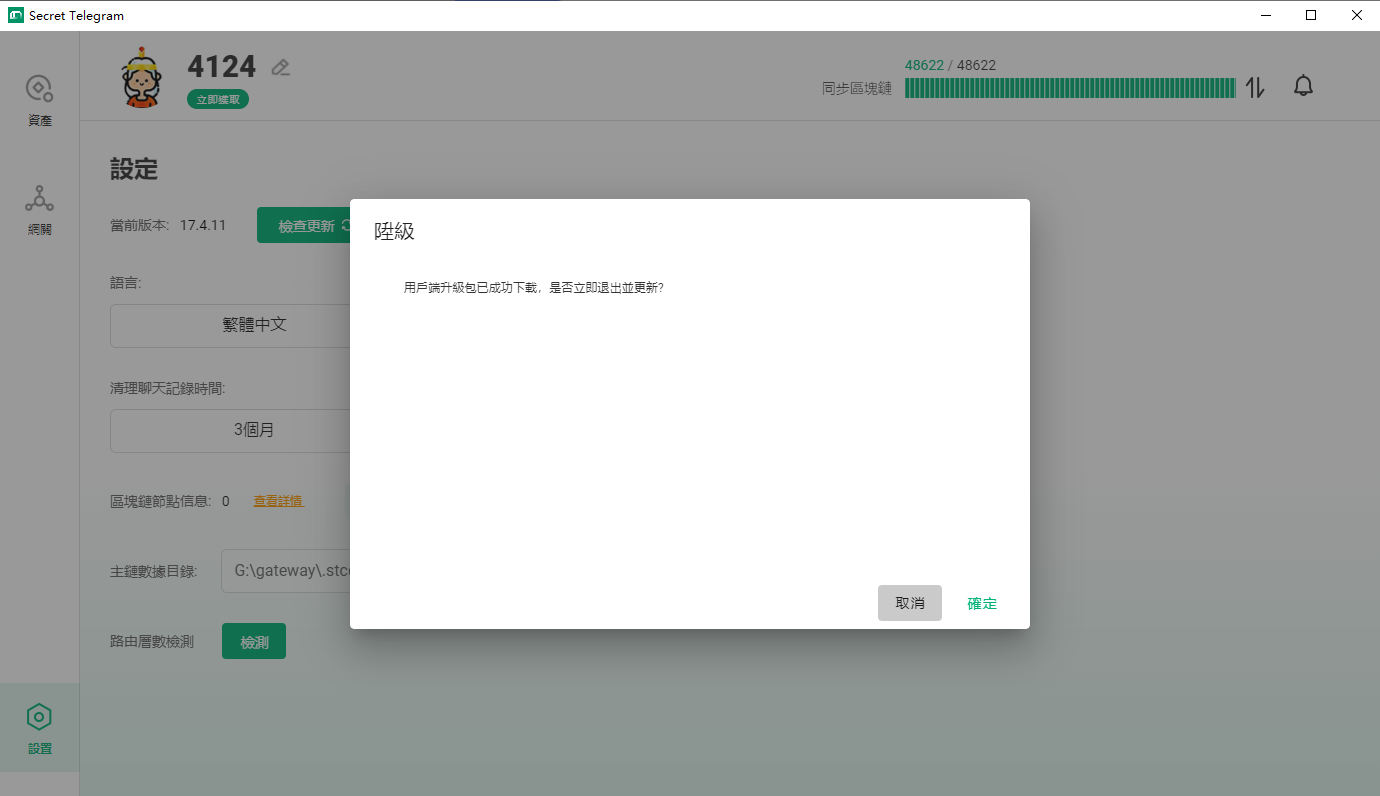 Secret Telegram
4124
立即獲取
48622 / 48622
同步區塊鏈
資產
網關
設置
設定
當前版本: 17.4.11
檢查更新
語言:
繁體中文
清理聊天記錄時間:
3個月
區塊鏈節點信息: 0 查看詳情
主鏈數據目錄: G:\gateway\.stc
路由層數檢測 檢測
陞級
用戶端升級包已成功下載，是否立即退出並更新?
取消 確定